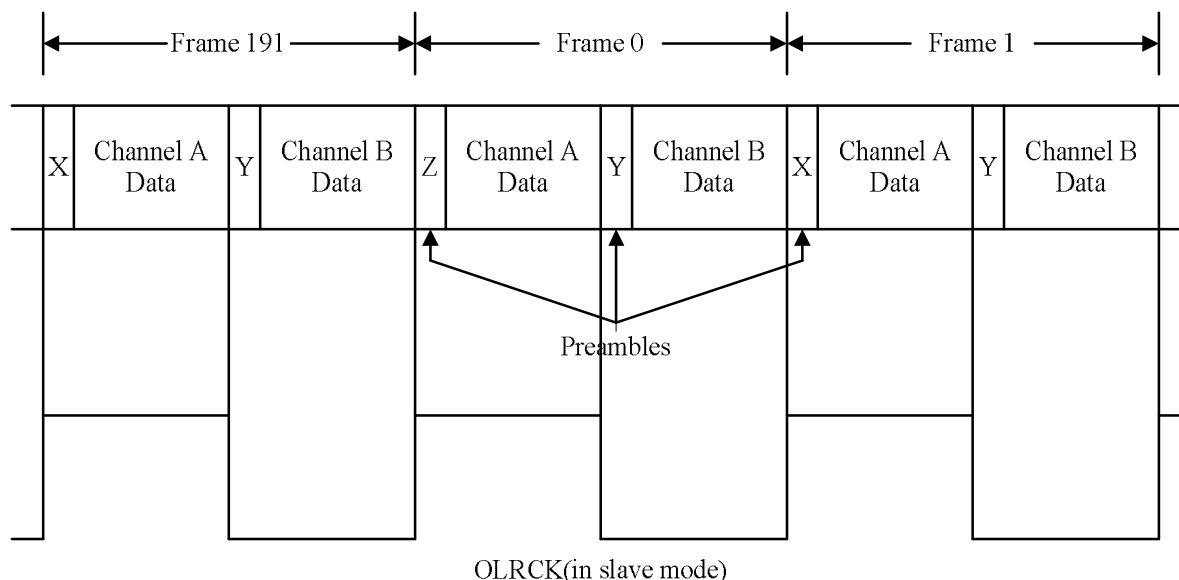 Frame 191 Frame 0 Frame 1
X Channel A Data Y Channel B Data Z Channel A Data Y Channel B Data X Channel A Data Y Channel B Data
Preambles
OLRCK(in slave mode)